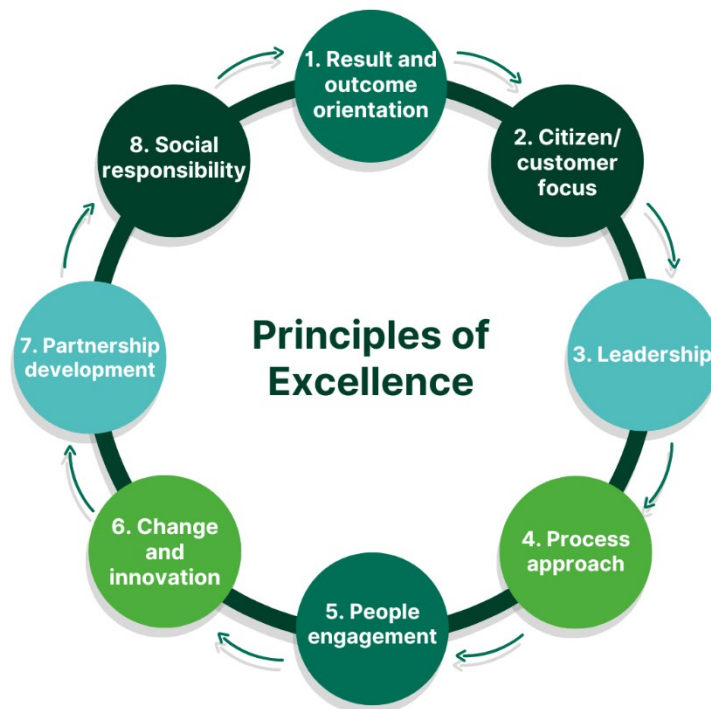 1. Result and
outcome
orientation
2. Citizen/
customer
focus
3. Leadership
4. Process
approach
5. People
engagement
6. Change
and
innovation
7. Partnership
development
8. Social
responsibility
Principles of
Excellence